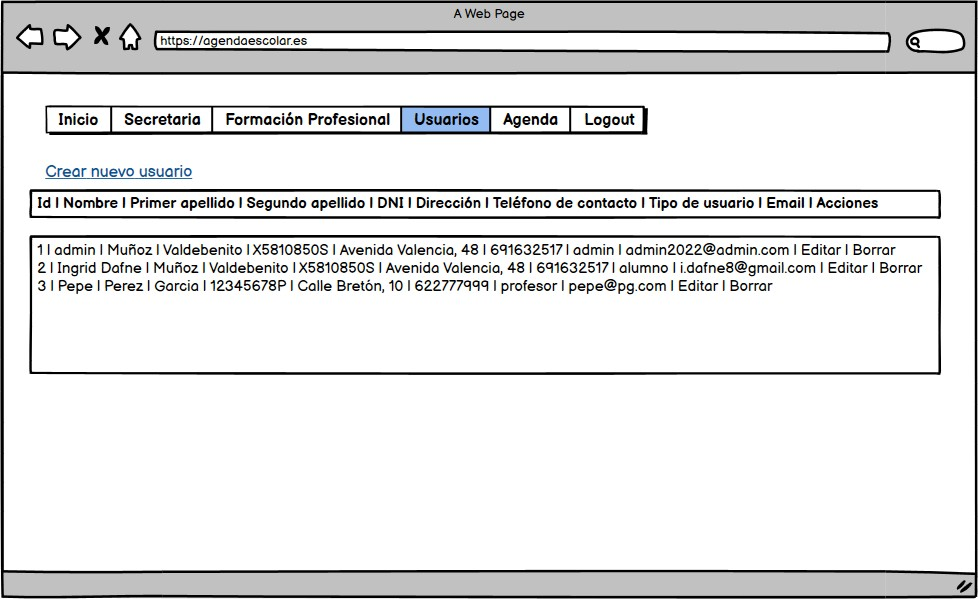 A Web Page
https://agendaescolar.es
Inicio Secretaria Formación Profesional Usuarios Agenda Logout
Crear nuevo usuario
Id | Nombre | Primer apellido | Segundo apellido | DNI | Dirección | Teléfono de contacto | Tipo de usuario | Email | Acciones
1 | admin | Muñoz | Valdebenito | X5810850S | Avenida Valencia, 48 | 691632517 | admin | admin2022@admin.com | Editar | Borrar
2 | Ingrid Dafne | Muñoz | Valdebenito | X5810850S | Avenida Valencia, 48 | 691632517 | alumno | i.dafne8@gmail.com | Editar | Borrar
3 | Pepe | Perez | Garcia | 12345678P | Calle Bretón, 10 | 622777999 | profesor | pepe@pg.com | Editar | Borrar